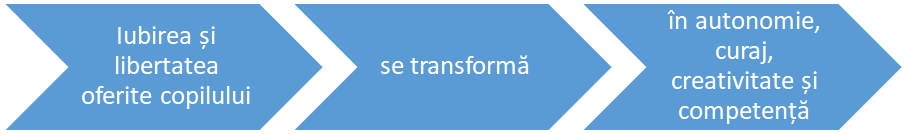 Iubirea și
libertatea
oferite copilului
se transformă
în autonomie,
curaj,
creativitate și
competență